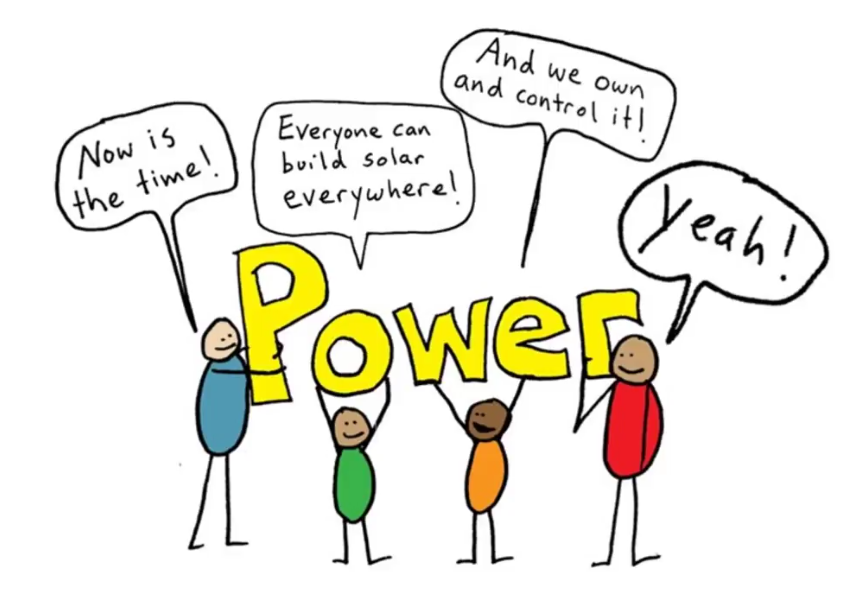 Now is
the time!
Everyone can
build solar
everywhere!
And we own
and control it!
Yeah!
Power